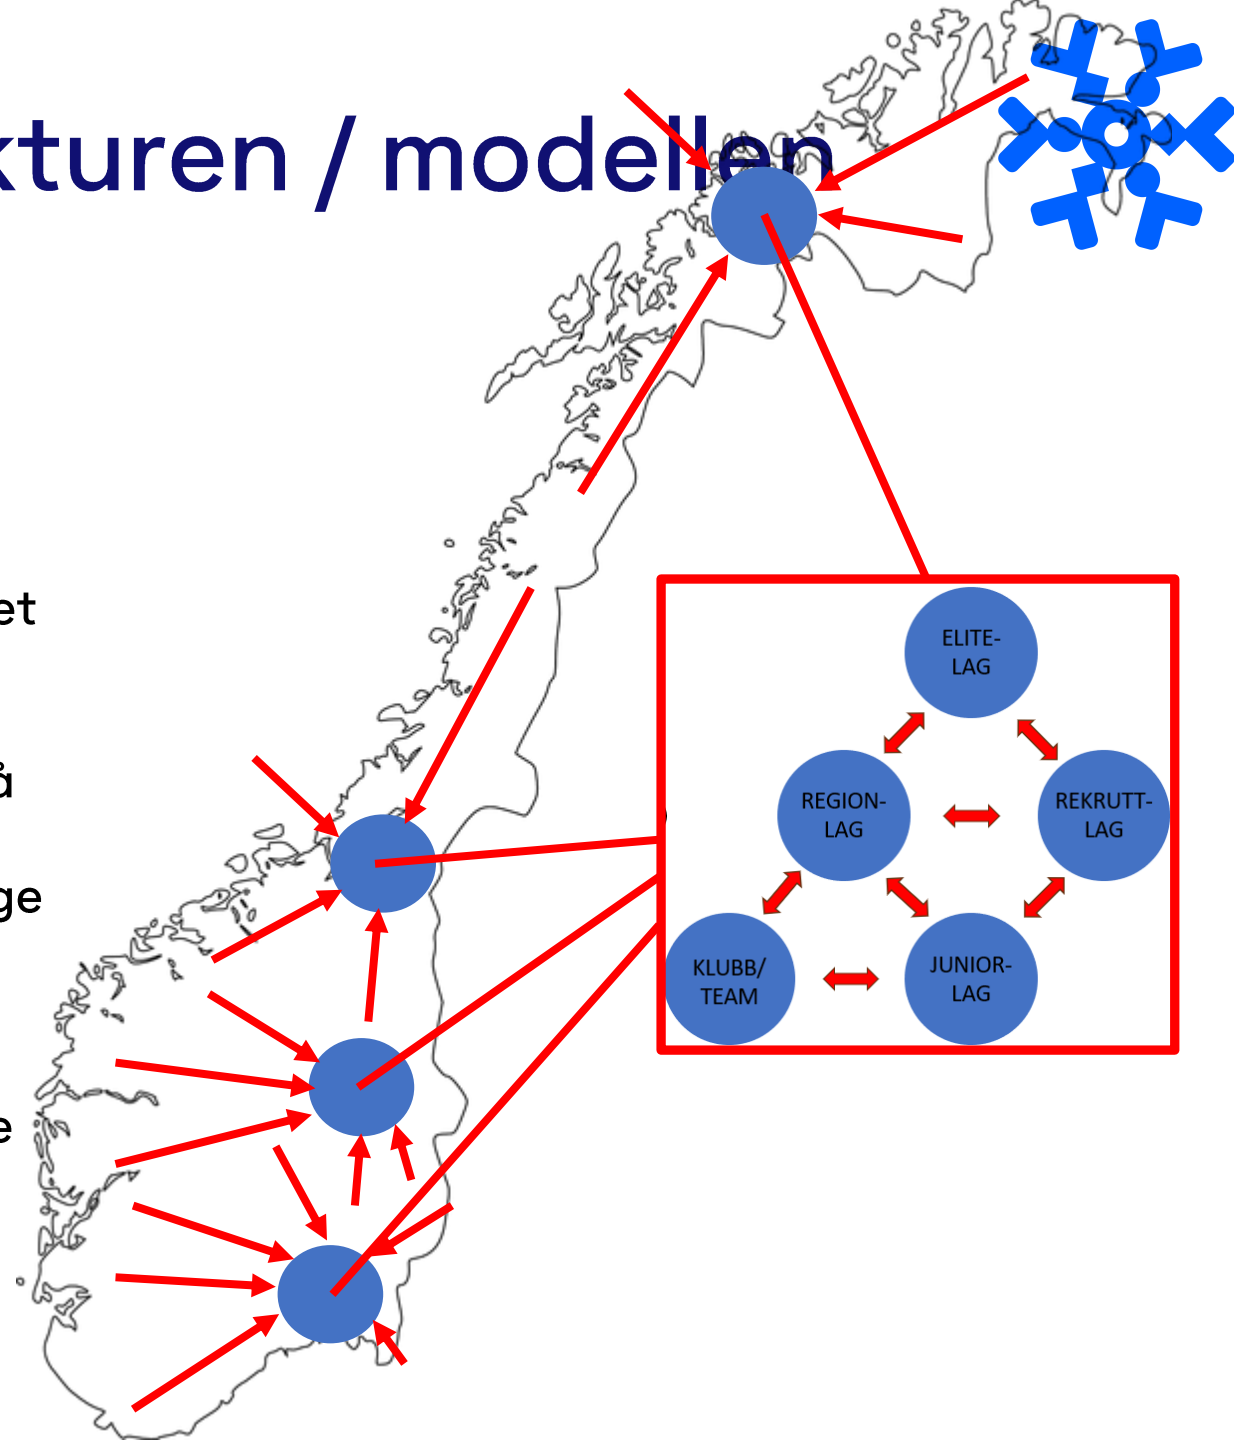 kturen / modellen
et
å
ge
e
ELITE-
LAG
REGION-
LAG
REKRUTT-
LAG
KLUBB/
TEAM
JUNIOR-
LAG